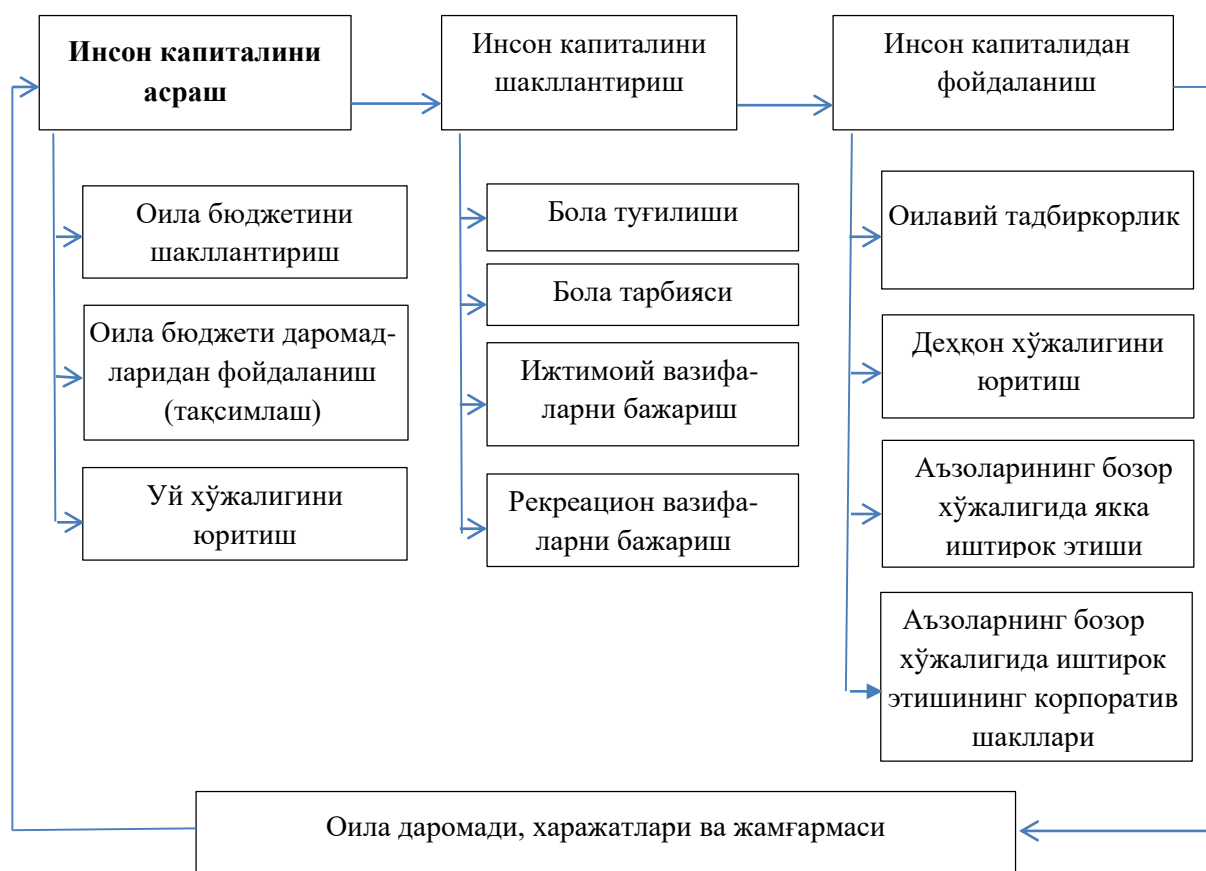 Инсон капиталини
асраш
Инсон капиталини
шакллантириш
Инсон капиталидан
фойдаланиш
Оила бюджетини
шакллантириш
Оила бюджети даромад-
ларидан фойдаланиш
(тақсимлаш)
Уй хўжалигини
юритиш
Бола туғилиши
Бола тарбияси
Ижтимоий вазифа-
ларни бажариш
Рекреацион вазифа-
ларни бажариш
Оилавий тадбиркорлик
Деҳқон хўжалигини
юритиш
Аъзоларининг бозор
хўжалигида якка
иштирок этиши
Аъзоларнинг бозор
хўжалигида иштирок
этишининг корпоратив
шакллари
Оила даромади, харажатлари ва жамғармаси